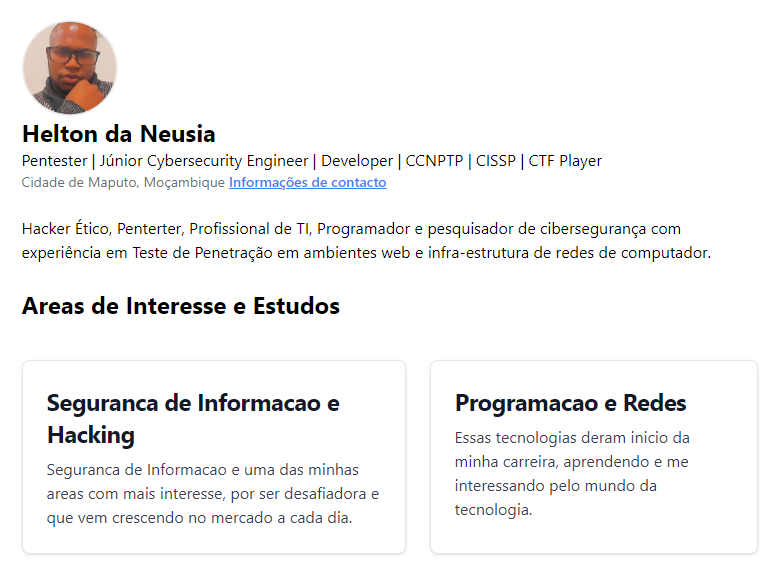 Helton da Neusia
Pentester | Júnior Cybersecurity Engineer | Developer | CCNPTP | CISSP | CTF Player
Cidade de Maputo, Moçambique Informações de contacto
Hacker Ético, Penterter, Profissional de TI, Programador e pesquisador de cibersegurança com
experiência em Teste de Penetração em ambientes web e infra-estrutura de redes de computador.
Areas de Interesse e Estudos
Seguranca de Informacao e
Hacking
Seguranca de Informacao e uma das minhas
areas com mais interesse, por ser desafiadora e
que vem crescendo no mercado a cada dia.
Programacao e Redes
Essas tecnologias deram inicio da
minha carreira, aprendendo e me
interessando pelo mundo da
tecnologia.